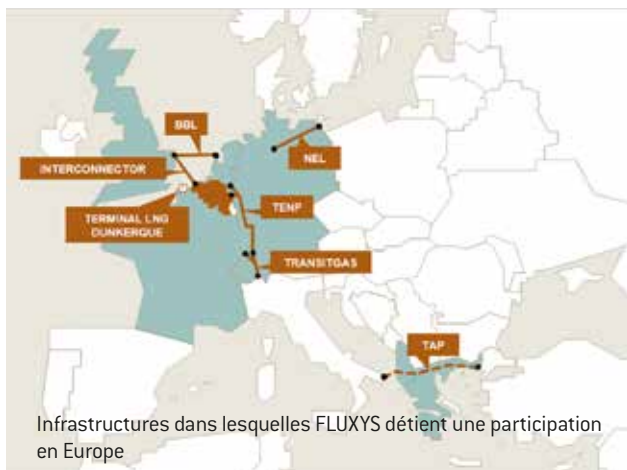 BBL
NEL
INTERCONNECTOR
TENP
TERMINAL LNG
DUNKERQUE
TRANSITGAS
TAP
Infrastructures dans lesquelles FLUXYS détient une participation
en Europe